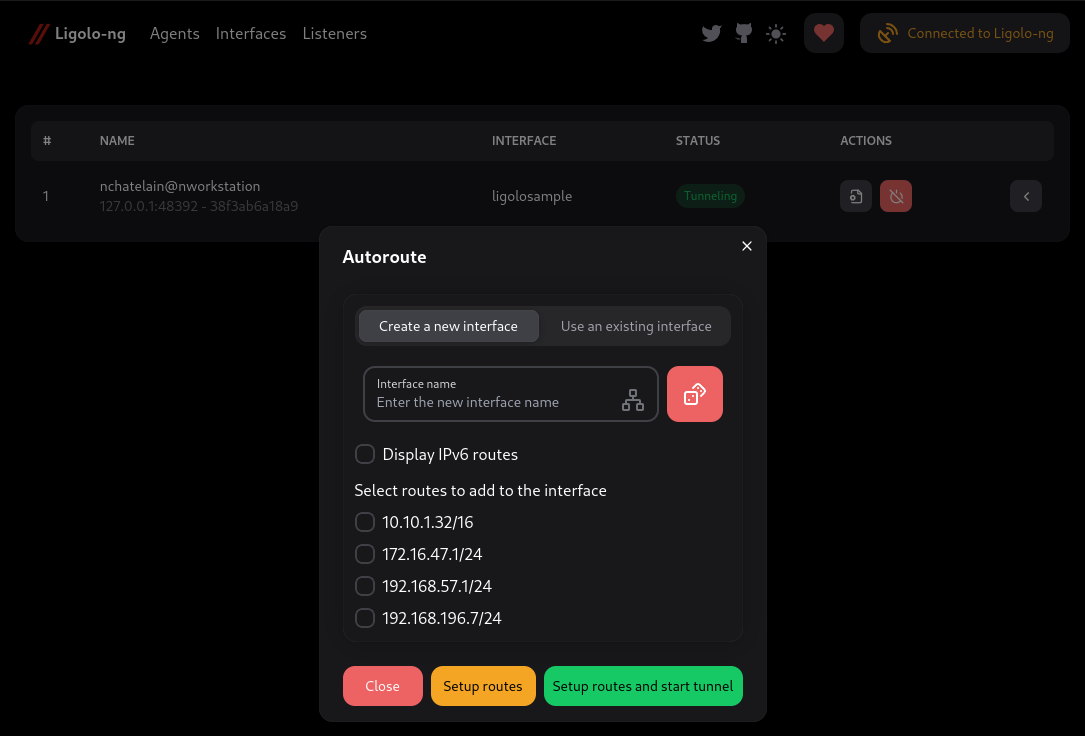 Ligolo-ng Agents Interfaces Listeners Connected to Ligolo-ng
# NAME INTERFACE STATUS ACTIONS
1 nchatelain@nworkstation ligolosample Tunneling
127.0.0.1:48392 - 38f3ab6a18a9
Autoroute
Create a new interface Use an existing interface
Interface name
Enter the new interface name
Display IPv6 routes
Select routes to add to the interface
10.10.1.32/16
172.16.47.1/24
192.168.57.1/24
192.168.196.7/24
Close Setup routes Setup routes and start tunnel